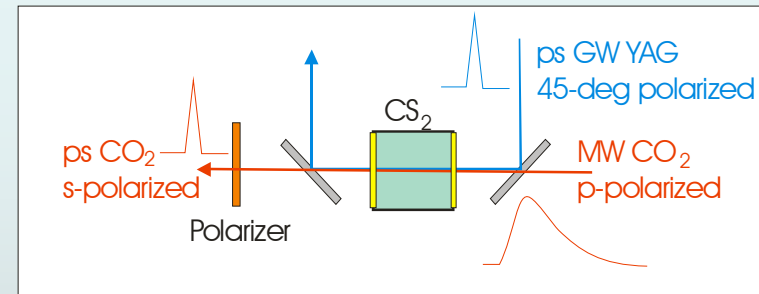 ps GW YAG
45-deg polarized
CS2
ps CO2
s-polarized
MW CO2
p-polarized
Polarizer